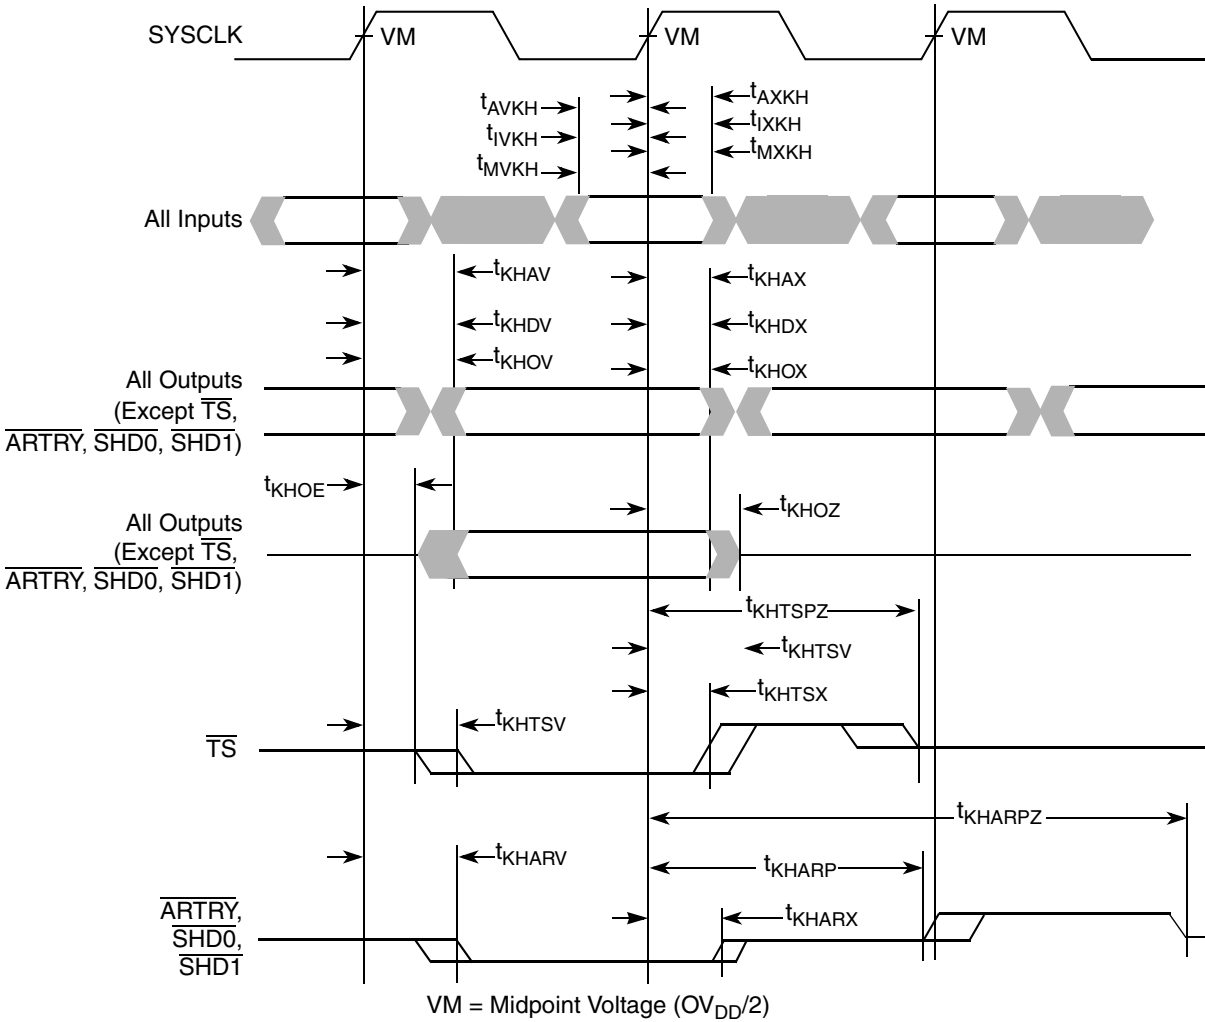 SYSCLK
VM
VM
VM
tAVKH
tAXKH
tIVKH
tIXKH
tMVKH
tMXKH
All Inputs
tKHAV
tKHAX
tKHDV
tKHDX
tKHOV
tKHOX
All Outputs
(Except TS,
ARTRY, SHD0, SHD1)
tKHOE
tKHOZ
All Outputs
(Except TS,
ARTRY, SHD0, SHD1)
tKHTSPZ
tKHTSV
tKHTSX
tKHTSV
TS
tKHARPZ
tKHARV
tKHARP
tKHARX
ARTRY,
SHD0,
SHD1
VM = Midpoint Voltage (OVDD/2)